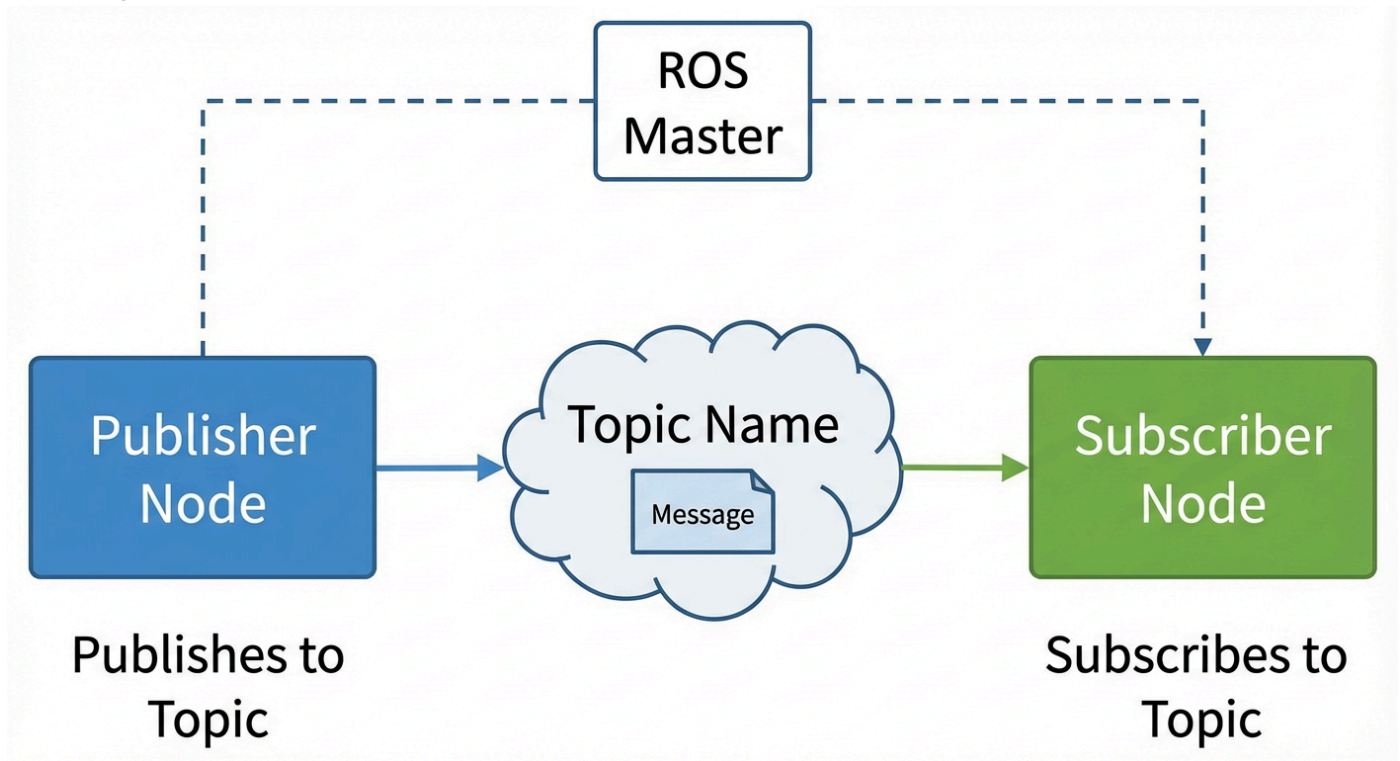 ROS
Master
Publisher
Node
Topic Name
Message
Subscriber
Node
Publishes to
Topic
Subscribes to
Topic